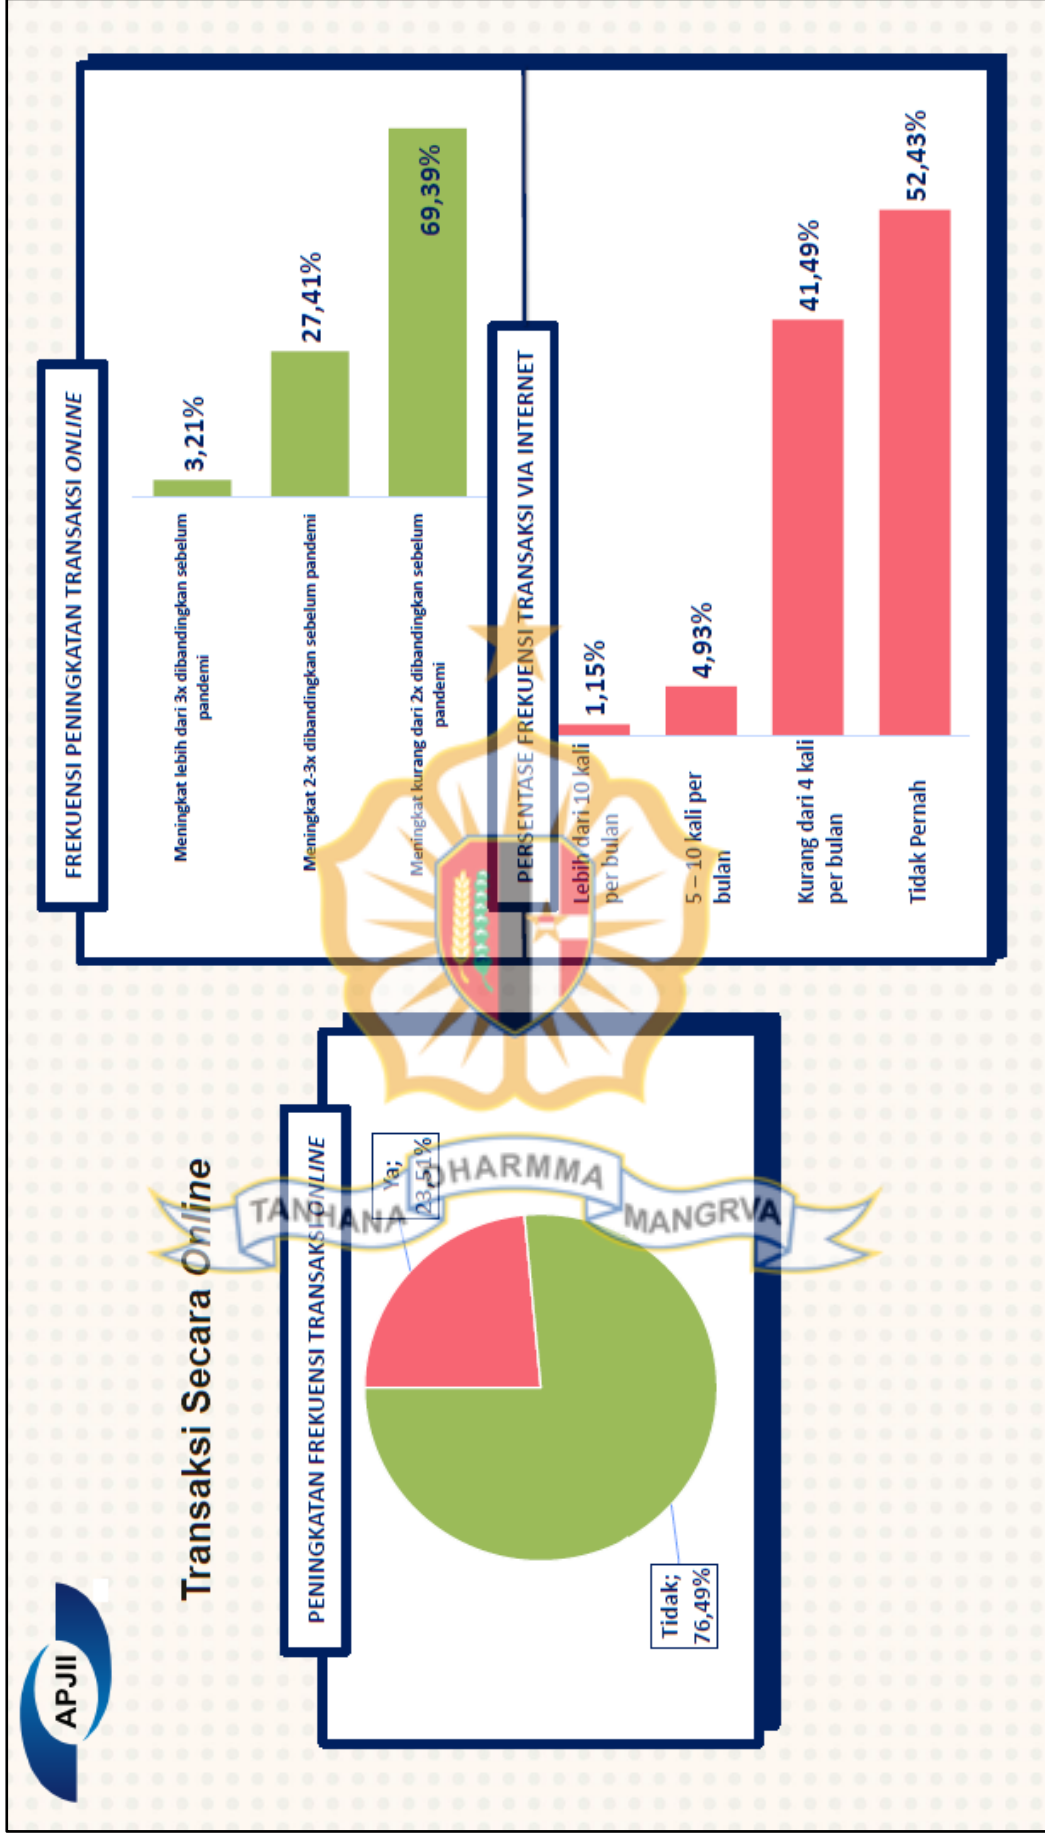 APJII
Transaksi Secara Online
PENINGKATAN FREKUENSI TRANSAKSI ONLINE
Ya;
23,51%
Tidak;
76,49%
FREKUENSI PENINGKATAN TRANSAKSI ONLINE
Meningkat lebih dari 3x dibandingkan sebelum
pandemi
3,21%
Meningkat 2-3x dibandingkan sebelum pandemi
27,41%
Meningkat kurang dari 2x dibandingkan sebelum
pandemi
69,39%
PERSENTASE FREKUENSI TRANSAKSI VIA INTERNET
Lebih dari 10 kali
per bulan
1,15%
5 – 10 kali per
bulan
4,93%
Kurang dari 4 kali
per bulan
41,49%
Tidak Pernah
52,43%
TANHANA DHARMMA MANGRVA